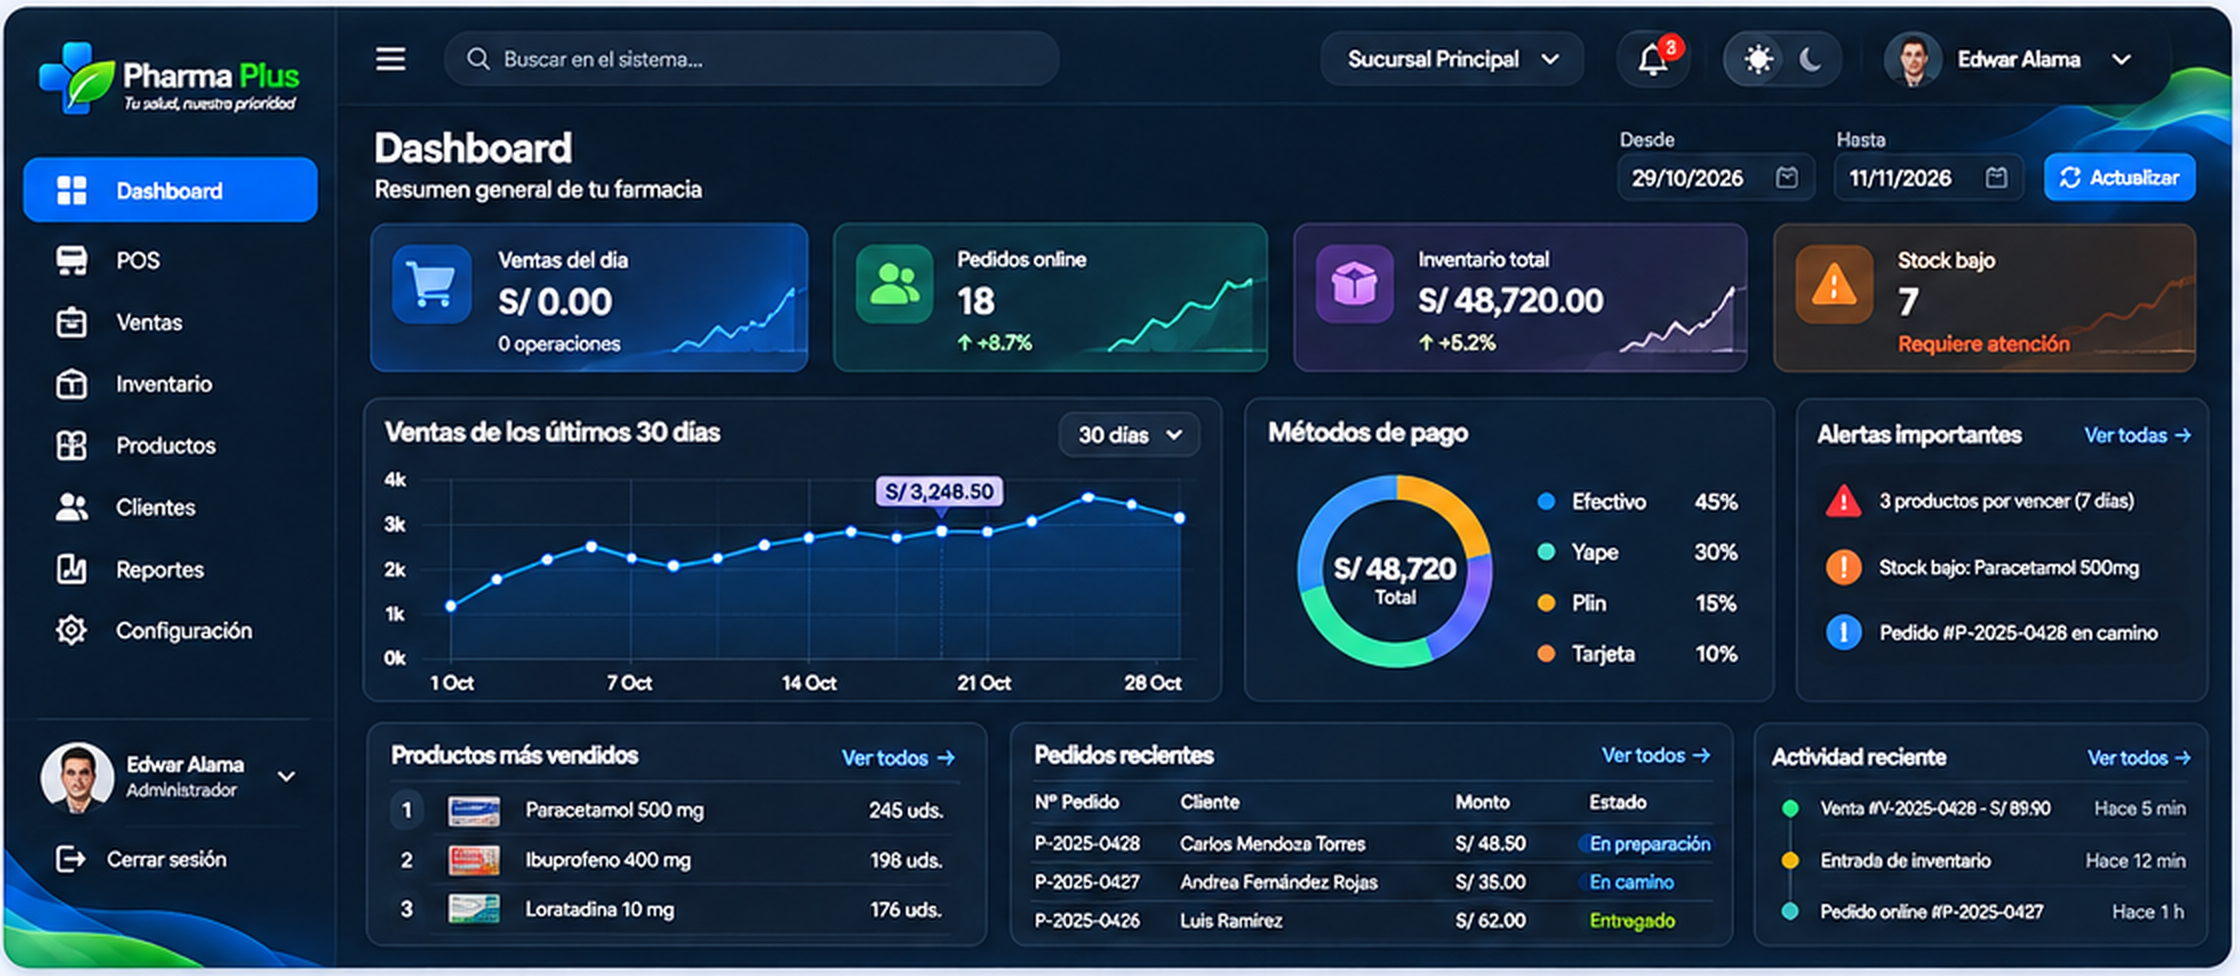 Pharma Plus
Tu salud, nuestra prioridad
Buscar en el sistema...
Sucursal Principal
3
Edwar Alama
Dashboard
POS
Ventas
Inventario
Productos
Clientes
Reportes
Configuración
Edwar Alama
Administrador
Cerrar sesión
Dashboard
Resumen general de tu farmacia
Desde
29/10/2026
Hasta
11/11/2026
Actualizar
Ventas del día
S/ 0.00
0 operaciones
Pedidos online
18
↑ +8.7%
Inventario total
S/ 48,720.00
↑ +5.2%
Stock bajo
7
Requiere atención
Ventas de los últimos 30 días
30 días
4k
3k
2k
1k
0k
S/ 3,248.50
1 Oct
7 Oct
14 Oct
21 Oct
28 Oct
Métodos de pago
S/ 48,720
Total
Efectivo 45%
Yape 30%
Plin 15%
Tarjeta 10%
Alertas importantes
Ver todas →
3 productos por vencer (7 días)
Stock bajo: Paracetamol 500mg
Pedido #P-2025-0428 en camino
Productos más vendidos
Ver todos →
1 Paracetamol 500 mg 245 uds.
2 Ibuprofeno 400 mg 198 uds.
3 Loratadina 10 mg 176 uds.
Pedidos recientes
Ver todos →
Nº Pedido Cliente Monto Estado
P-2025-0428 Carlos Mendoza Torres S/ 48.50 En preparación
P-2025-0427 Andrea Fernández Rojas S/ 35.00 En camino
P-2025-0426 Luis Ramírez S/ 62.00 Entregado
Actividad reciente
Ver todos →
Venta #V-2025-0428 - S/ 89.90 Hace 5 min
Entrada de inventario Hace 12 min
Pedido online #P-2025-0427 Hace 1 h